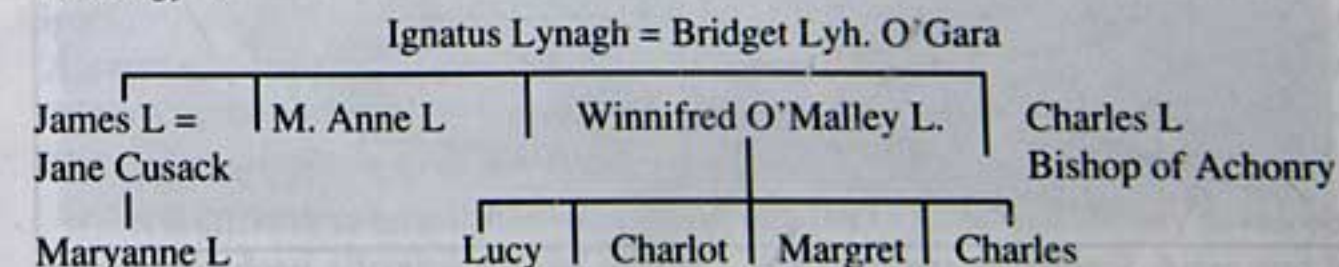 Ignatus Lynagh = Bridget Lyh. O'Gara
James L = M. Anne L Winnifred O'Malley L. Charles L
Jane Cusack Bishop of Achonry
Maryanne L Lucy Charlot Margret Charles